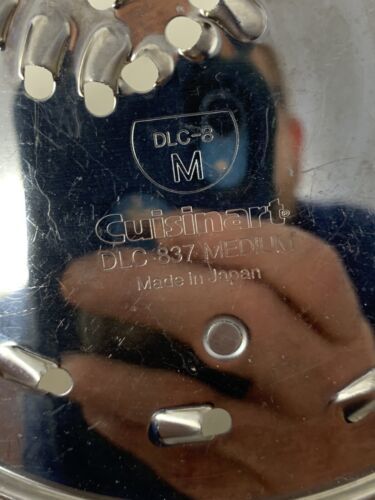 DLC-8
M
Cuisinart®
DLC-837 MEDIUM
Made in Japan